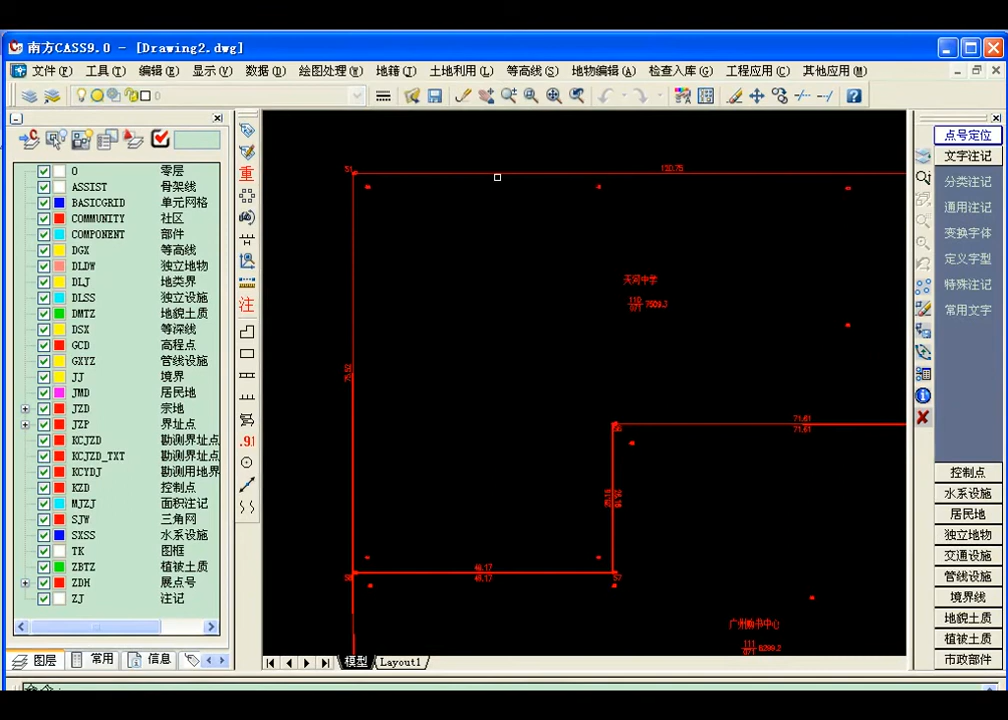 南方CASS9.0 - [Drawing2.dwg]
文件(F) 工具(T) 编辑(E) 显示(V) 数据(D) 绘图处理(W) 地籍(J) 土地利用(L) 等高线(S) 地物编辑(A) 检查入库(G) 工程应用(C) 其他应用(M)
0
0 零层
ASSIST 骨架线
BASICGRID 单元网格
COMMUNITY 社区
COMPONENT 部件
DGX 等高线
DLDW 独立地物
DLJ 地类界
DLSS 独立设施
DMTZ 地貌土质
DSX 等深线
GCD 高程点
GXYZ 管线设施
JJ 境界
JMD 居民地
JZD 宗地
JZP 界址点
KCJZD 勘测界址点
KCJZD_TXT 勘测界址点
KCYDJ 勘测用地界
KZD 控制点
MJZJ 面积注记
SJW 三角网
SXSS 水系设施
TK 图框
ZBTZ 植被土质
ZDH 展点号
ZJ 注记
图层 常用 信息
重
注
.91
51
130.75
天河中学
110
7509.3
75.52
71.61
71.61
48.17
48.17
57
广州购书中心
111
8299.2
模型 Layout1
点号定位
文字注记
分类注记
通用注记
变换字体
定义字型
特殊注记
常用文字
控制点
水系设施
居民地
独立地物
交通设施
管线设施
境界线
地貌土质
植被土质
市政部件